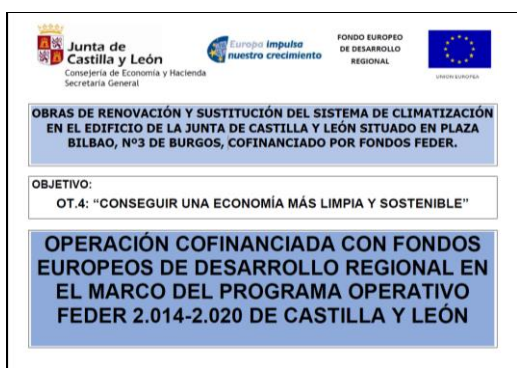 Junta de
Castilla y León
Consejería de Economía y Hacienda
Secretaría General
Europa impulsa
nuestro crecimiento
FONDO EUROPEO
DE DESARROLLO
REGIONAL
UNION EUROPEA
OBRAS DE RENOVACIÓN Y SUSTITUCIÓN DEL SISTEMA DE CLIMATIZACIÓN
EN EL EDIFICIO DE LA JUNTA DE CASTILLA Y LEÓN SITUADO EN PLAZA
BILBAO, Nº3 DE BURGOS, COFINANCIADO POR FONDOS FEDER.
OBJETIVO:
OT.4: “CONSEGUIR UNA ECONOMÍA MÁS LIMPIA Y SOSTENIBLE”
OPERACIÓN COFINANCIADA CON FONDOS
EUROPEOS DE DESARROLLO REGIONAL EN
EL MARCO DEL PROGRAMA OPERATIVO
FEDER 2.014-2.020 DE CASTILLA Y LEÓN